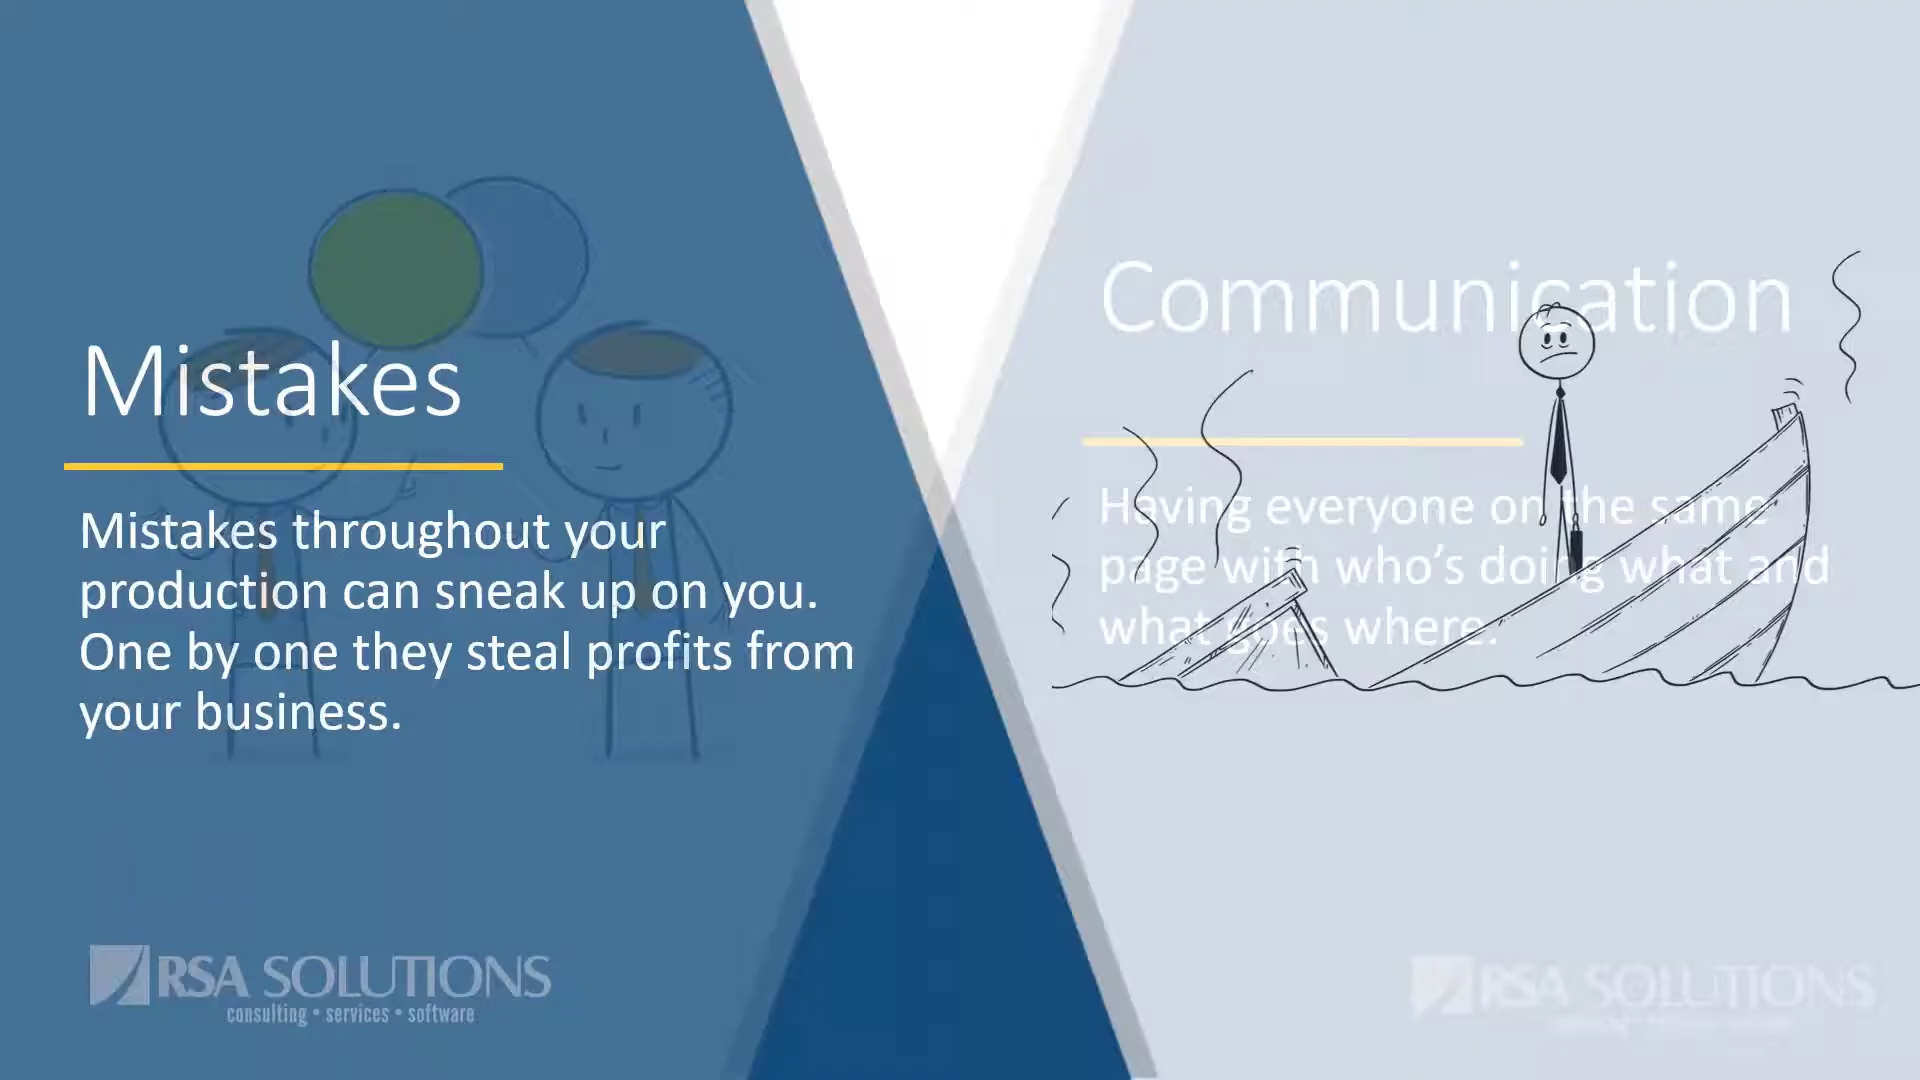 Mistakes
Mistakes throughout your
production can sneak up on you.
One by one they steal profits from
your business.
RSA SOLUTIONS
consulting • services • software
Communication
Having everyone on the same
page with who's doing what and
what goes where.
RSA SOLUTIONS